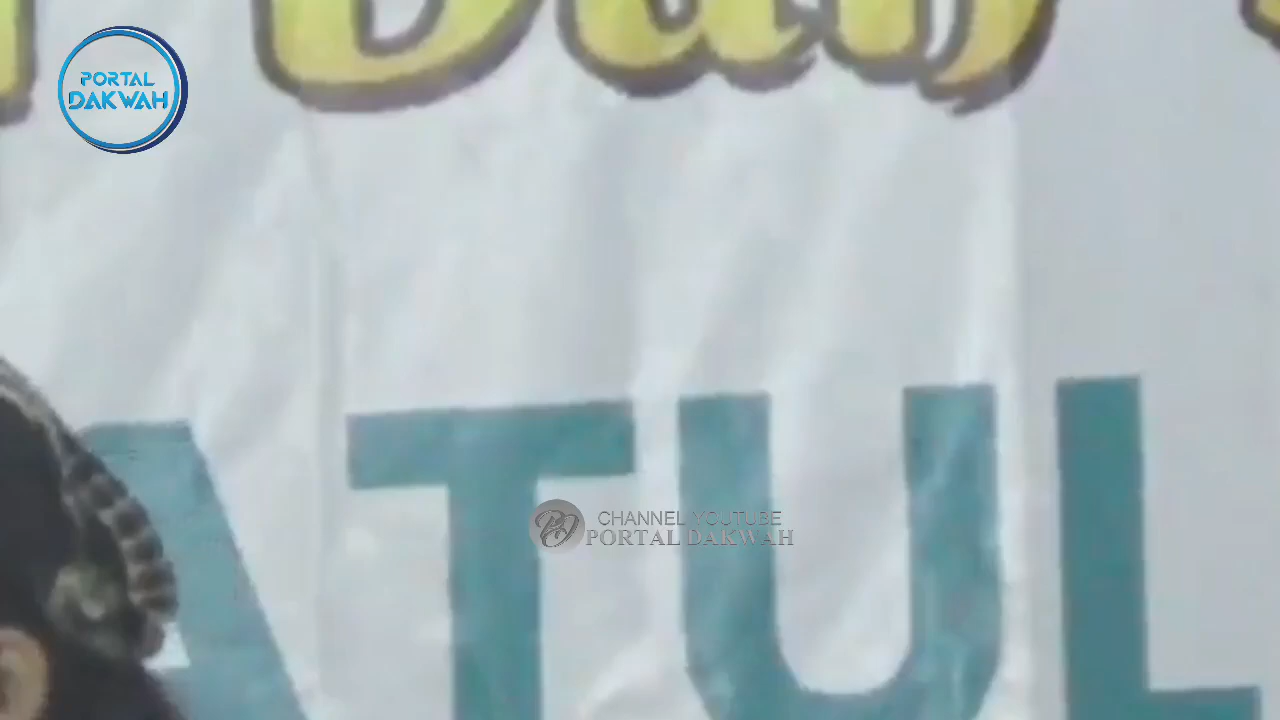 PORTAL
DAKWAH
ATUL
CHANNEL YOUTUBE
PORTAL DAKWAH